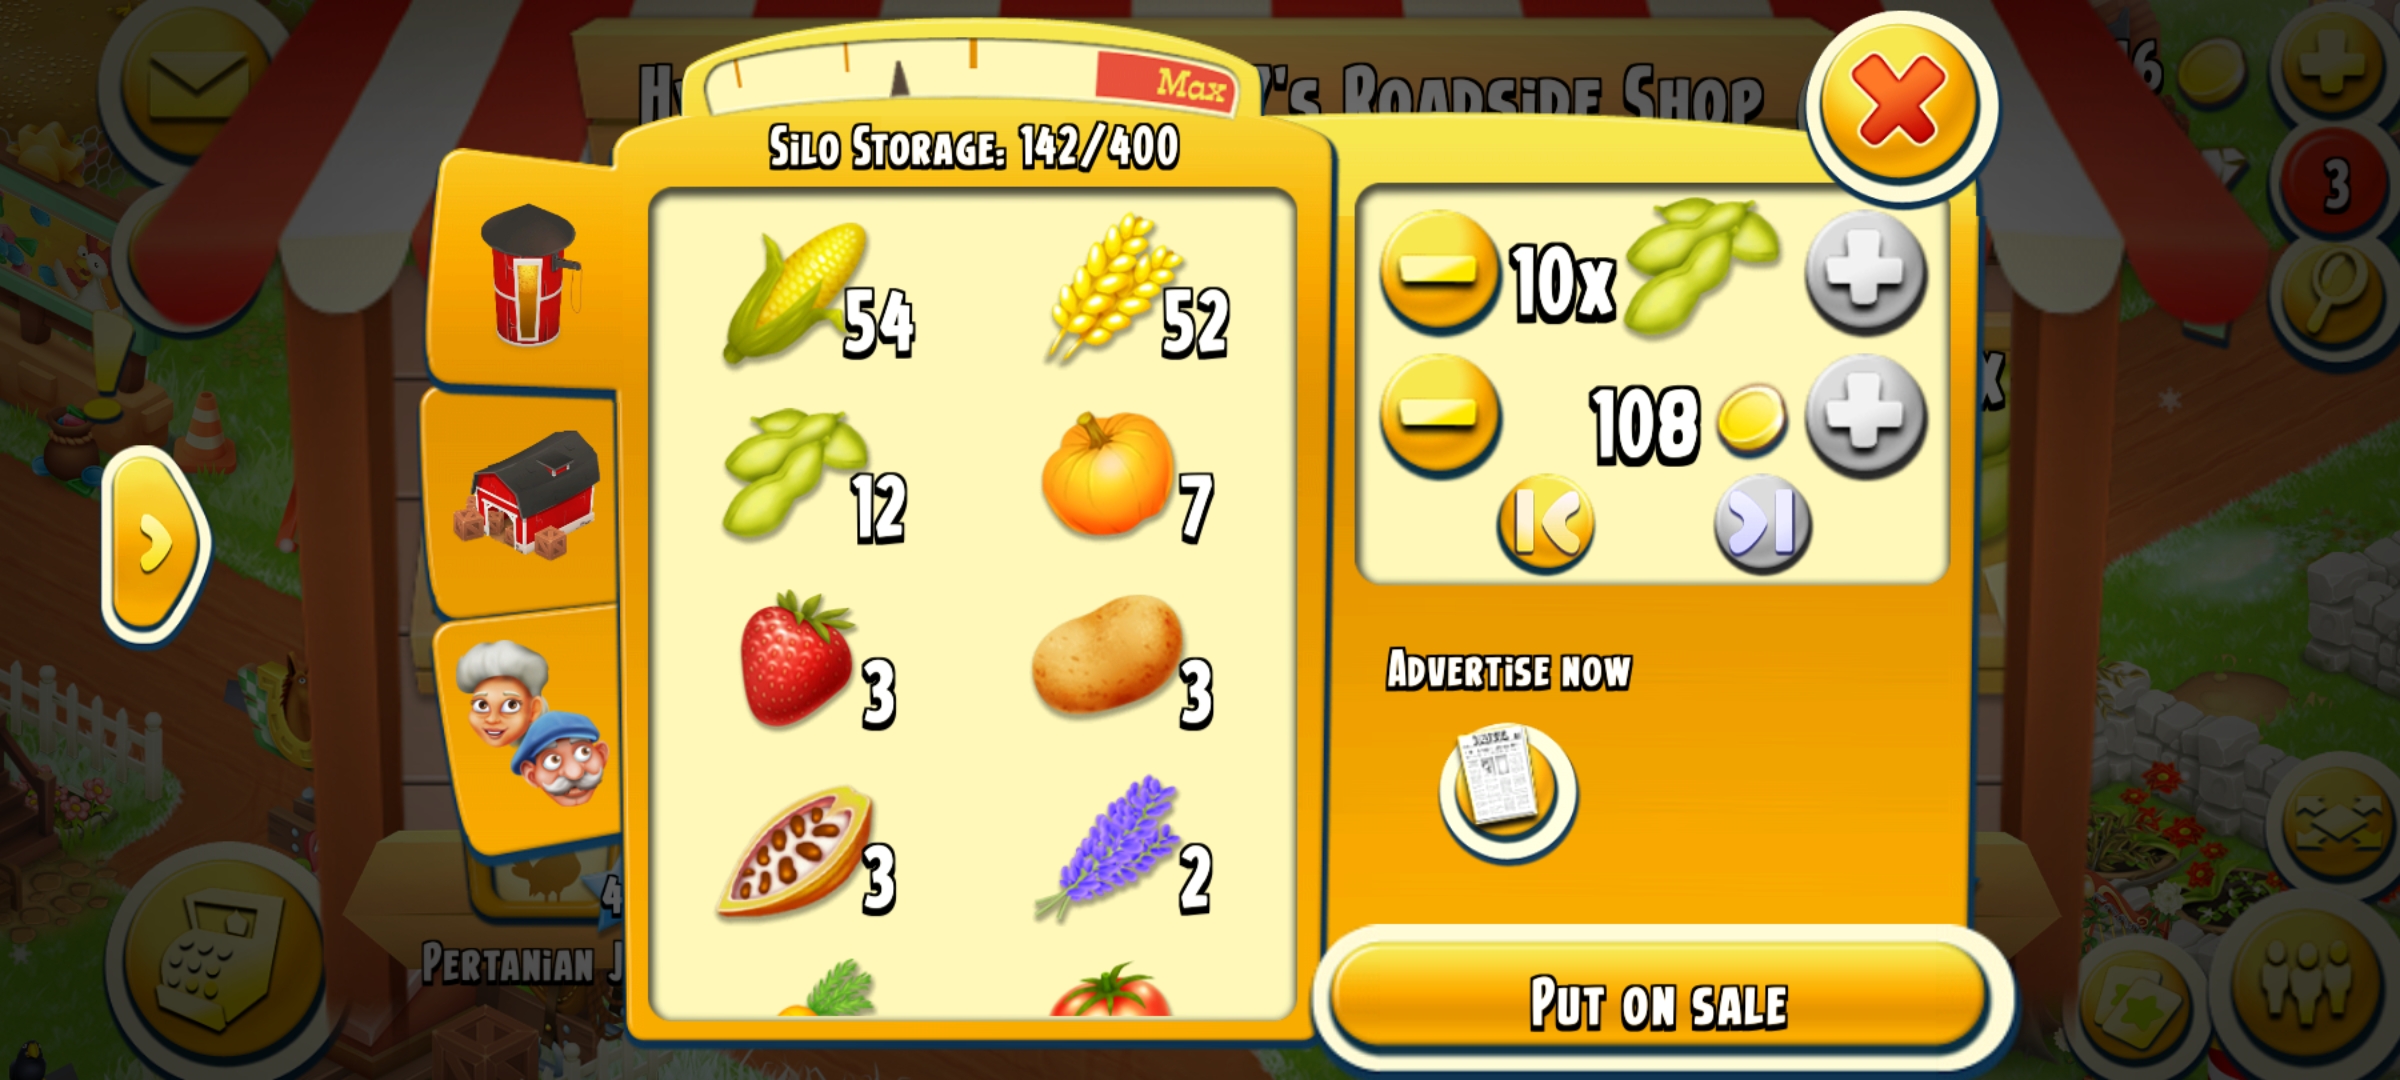 Max
'S ROADSIDE SHOP
SILO STORAGE: 142/400
54
52
12
7
3
3
3
2
10x
108
3
ADVERTISE NOW
PERTANIAN
PUT ON SALE